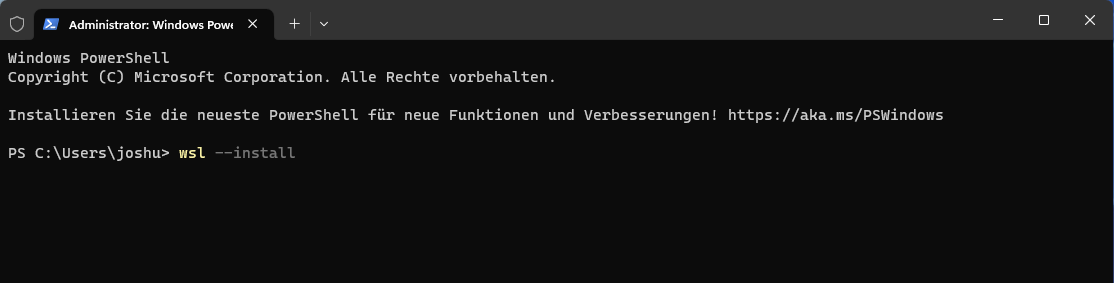 Administrator: Windows Powe
Windows PowerShell
Copyright (C) Microsoft Corporation. Alle Rechte vorbehalten.
Installieren Sie die neueste PowerShell für neue Funktionen und Verbesserungen! https://aka.ms/PSWindows
PS C:\Users\joshu> wsl --install